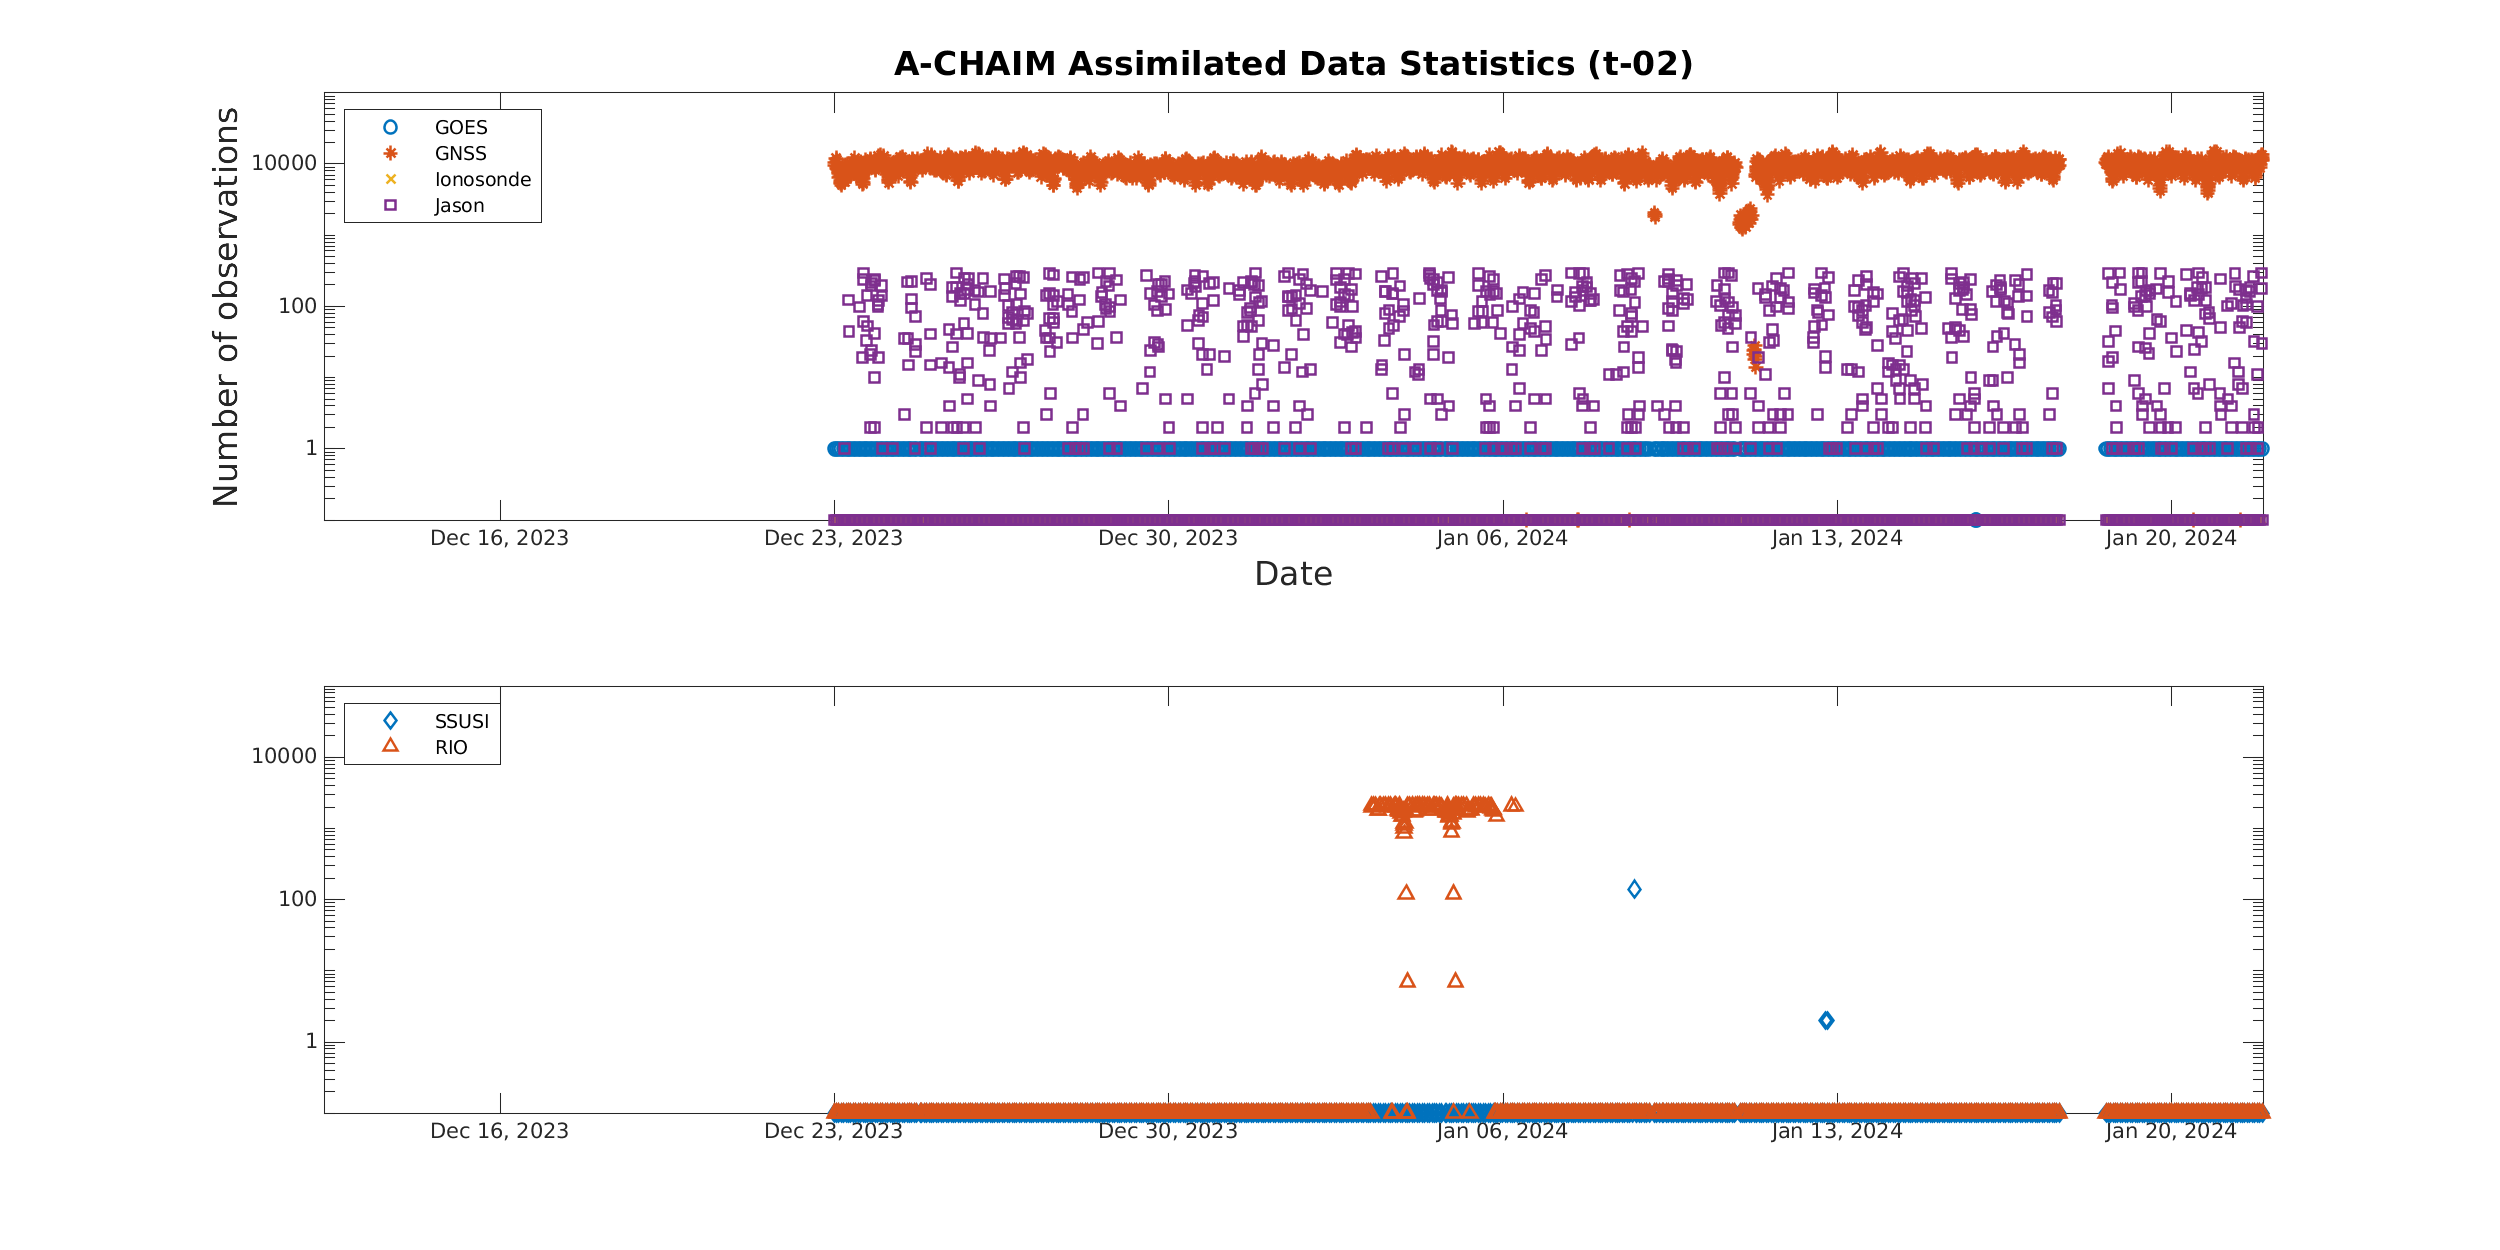 A-CHAIM Assimilated Data Statistics (t-02)
Number of observations
10000
100
1
GOES
GNSS
Ionosonde
Jason
Dec 16, 2023
Dec 23, 2023
Dec 30, 2023
Jan 06, 2024
Jan 13, 2024
Jan 20, 2024
Date
10000
100
1
SSUSI
RIO
Dec 16, 2023
Dec 23, 2023
Dec 30, 2023
Jan 06, 2024
Jan 13, 2024
Jan 20, 2024